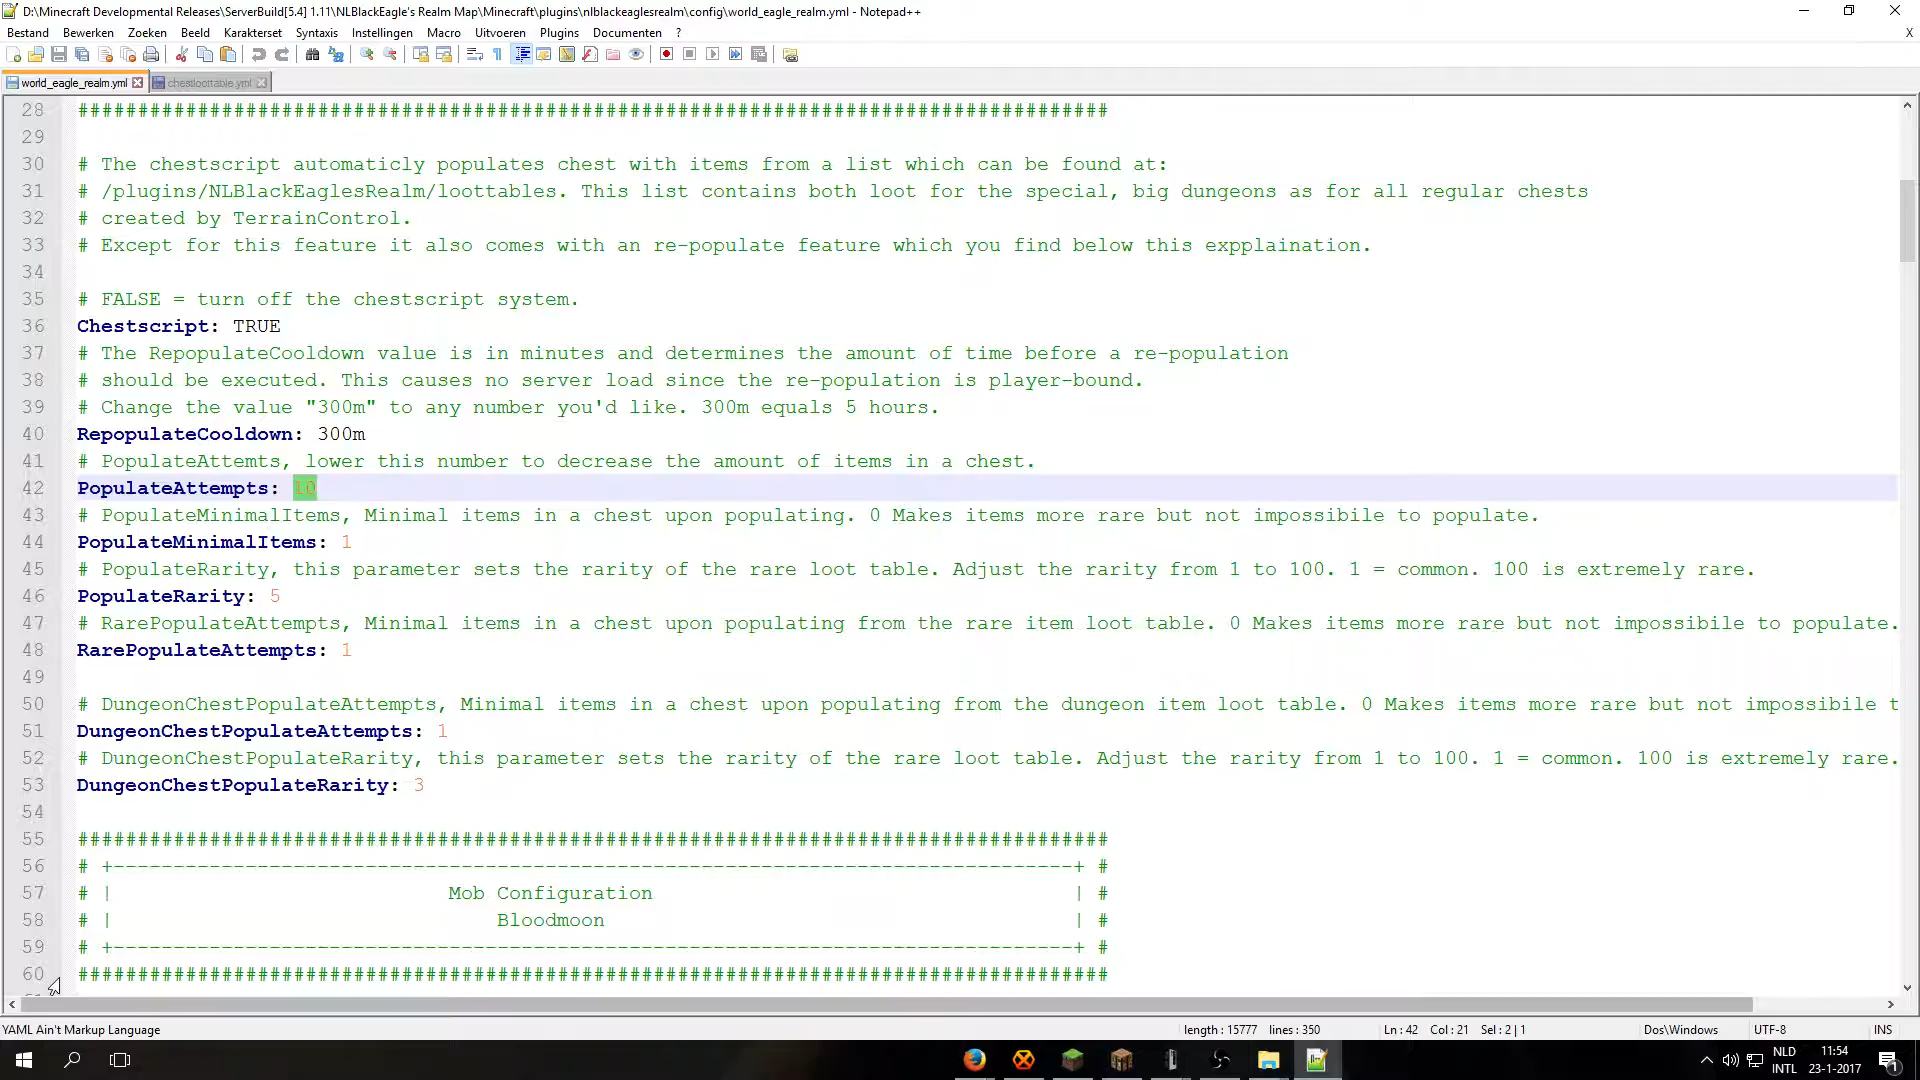 D:\Minecraft Developmental Releases\ServerBuild[5.4] 1.11\NLBlackEagle's Realm Map\Minecraft\plugins\nlblackeaglesrealm\config\world_eagle_realm.yml - Notepad++
Bestand Bewerken Zoeken Beeld Karakterset Syntaxis Instellingen Macro Uitvoeren Plugins Documenten ? X
world_eagle_realm.yml chestloottable.yml
28 ######################################################################################
29
30 # The chestscript automaticly populates chest with items from a list which can be found at:
31 # /plugins/NLBlackEaglesRealm/loottables. This list contains both loot for the special, big dungeons as for all regular chests
32 # created by TerrainControl.
33 # Except for this feature it also comes with an re-populate feature which you find below this expplaination.
34
35 # FALSE = turn off the chestscript system.
36 Chestscript: TRUE
37 # The RepopulateCooldown value is in minutes and determines the amount of time before a re-population
38 # should be executed. This causes no server load since the re-population is player-bound.
39 # Change the value "300m" to any number you'd like. 300m equals 5 hours.
40 RepopulateCooldown: 300m
41 # PopulateAttemts, lower this number to decrease the amount of items in a chest.
42 PopulateAttempts: 10
43 # PopulateMinimalItems, Minimal items in a chest upon populating. 0 Makes items more rare but not impossibile to populate.
44 PopulateMinimalItems: 1
45 # PopulateRarity, this parameter sets the rarity of the rare loot table. Adjust the rarity from 1 to 100. 1 = common. 100 is extremely rare.
46 PopulateRarity: 5
47 # RarePopulateAttempts, Minimal items in a chest upon populating from the rare item loot table. 0 Makes items more rare but not impossibile to populate.
48 RarePopulateAttempts: 1
49
50 # DungeonChestPopulateAttempts, Minimal items in a chest upon populating from the dungeon item loot table. 0 Makes items more rare but not impossibile t
51 DungeonChestPopulateAttempts: 1
52 # DungeonChestPopulateRarity, this parameter sets the rarity of the rare loot table. Adjust the rarity from 1 to 100. 1 = common. 100 is extremely rare.
53 DungeonChestPopulateRarity: 3
54
55 ######################################################################################
56 # +--------------------------------------------------------------------------------+ #
57 # | Mob Configuration | #
58 # | Bloodmoon | #
59 # +--------------------------------------------------------------------------------+ #
60 ######################################################################################
YAML Ain't Markup Language length : 15777 lines : 350 Ln : 42 Col : 21 Sel : 2 | 1 Dos\Windows UTF-8 INS
NLD 11:54
INTL 23-1-2017 1